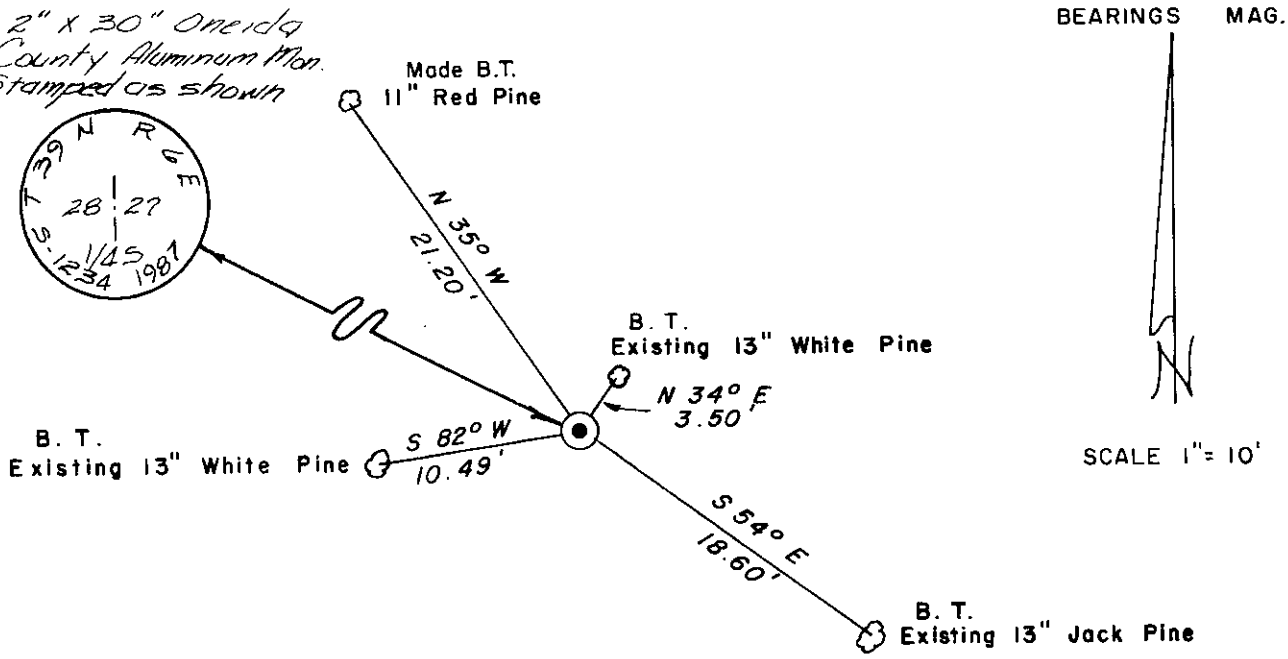 2" X 30" Oneida
County Aluminum Mon.
Stamped as shown
T 39 N R 6 E
28 27
1/4 S
S-1234 1987
Made B.T.
11" Red Pine
N 35° W
21.20'
B. T.
Existing 13" White Pine
N 34° E
3.50'
B. T.
Existing 13" White Pine
S 82° W
10.49'
S 54° E
18.60'
B. T.
Existing 13" Jack Pine
BEARINGS MAG.
N
SCALE 1"= 10'